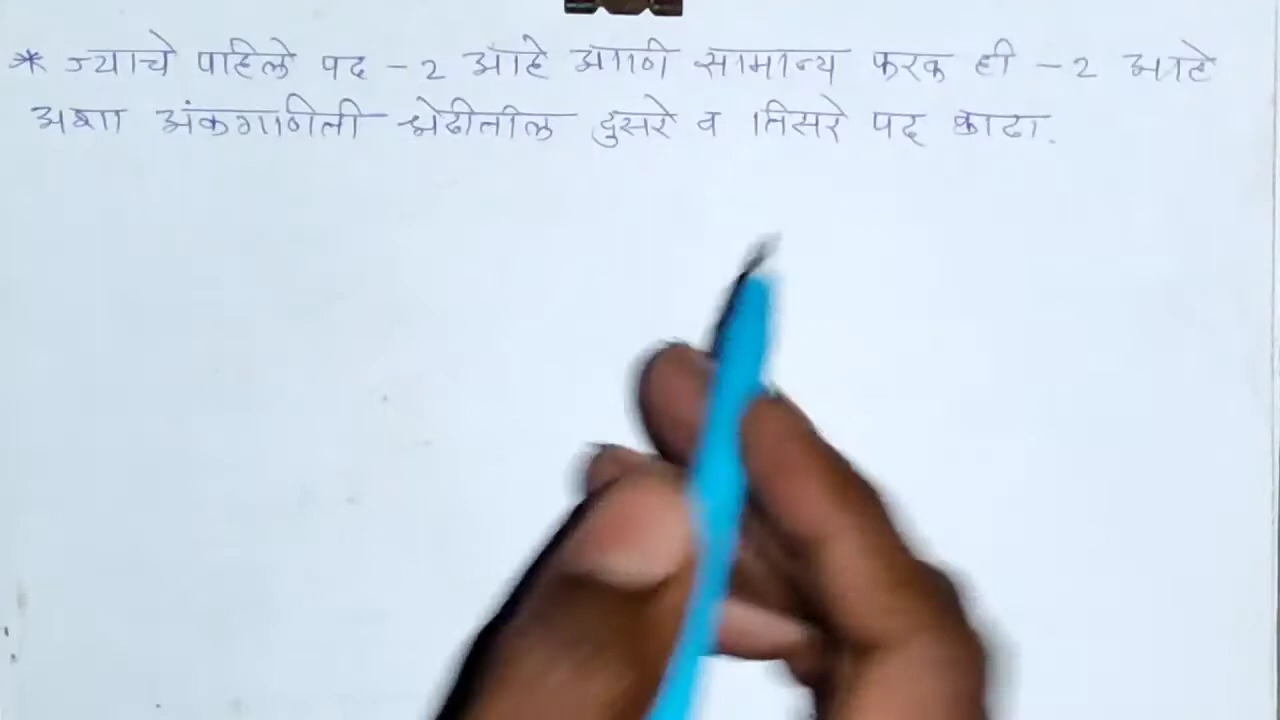 * ज्याचे पहिले पद -2 आहे आणि सामान्य फरक ही -2 आहे
अशा अंकगणिती श्रेढीतील दुसरे व तिसरे पद काढा.